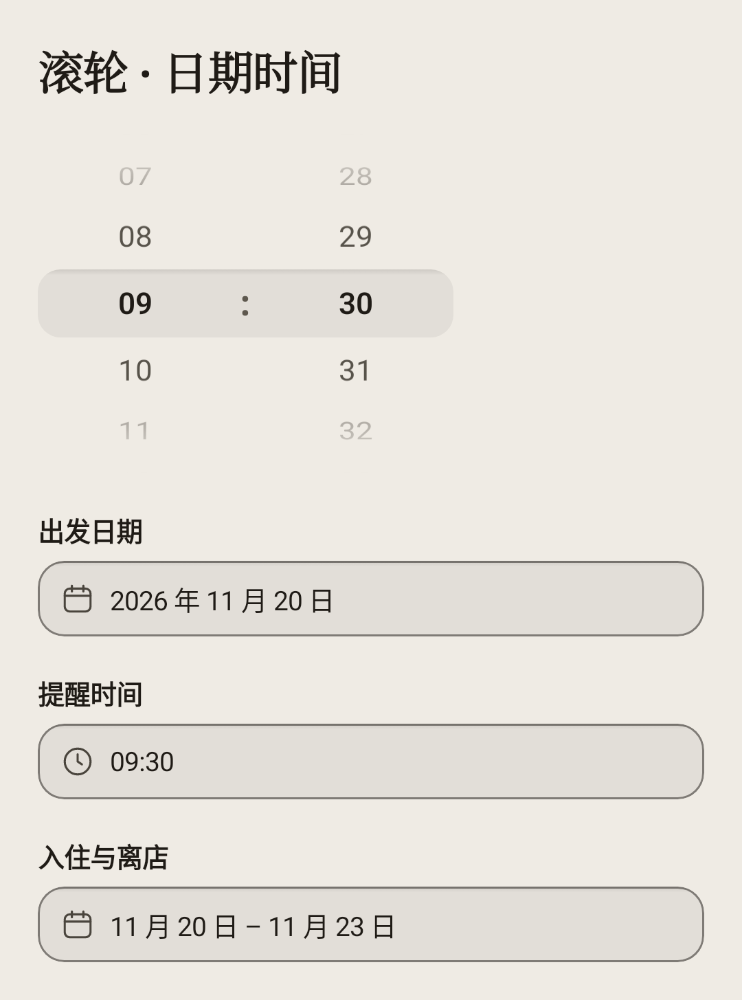 滚轮 · 日期时间
07 28
08 29
09 : 30
10 31
11 32
出发日期
2026 年 11 月 20 日
提醒时间
09:30
入住与离店
11 月 20 日 – 11 月 23 日